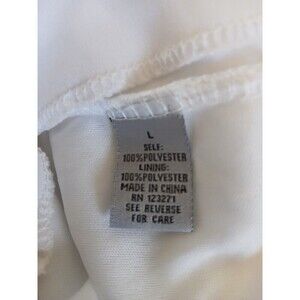 L
SELF:
100%POLYESTER
LINING:
100%POLYESTER
MADE IN CHINA
RN 123271
SEE REVERSE
FOR CARE